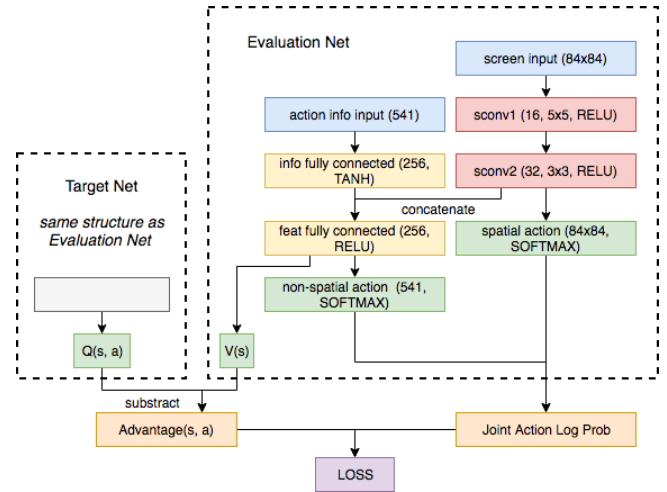 Evaluation Net
screen input (84x84)
action info input (541)
sconv1 (16, 5x5, RELU)
info fully connected (256,
TANH)
sconv2 (32, 3x3, RELU)
concatenate
Target Net
same structure as
Evaluation Net
feat fully connected (256,
RELU)
spatial action (84x84,
SOFTMAX)
non-spatial action (541,
SOFTMAX)
Q(s, a)
V(s)
substract
Advantage(s, a)
Joint Action Log Prob
LOSS